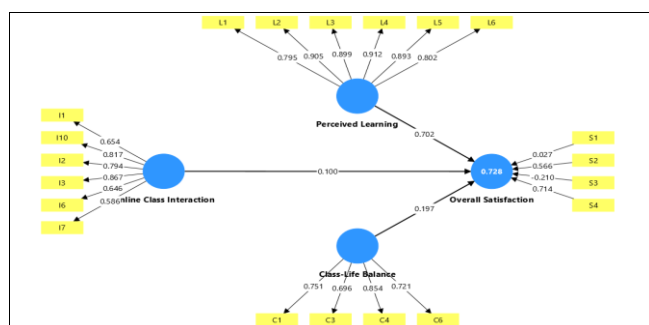 L1 L2 L3 L4 L5 L6
0.795 0.905 0.899 0.912 0.893 0.802
Perceived Learning
0.702
I1
I10
I2
I3
I6
I7
0.654
0.817
0.794
0.867
0.646
0.586
nline Class Interaction
0.100
0.728
Overall Satisfaction
S1
S2
S3
S4
0.027
0.566
-0.210
0.714
0.197
Class-Life Balance
0.751 0.696 0.854 0.721
C1 C3 C4 C6